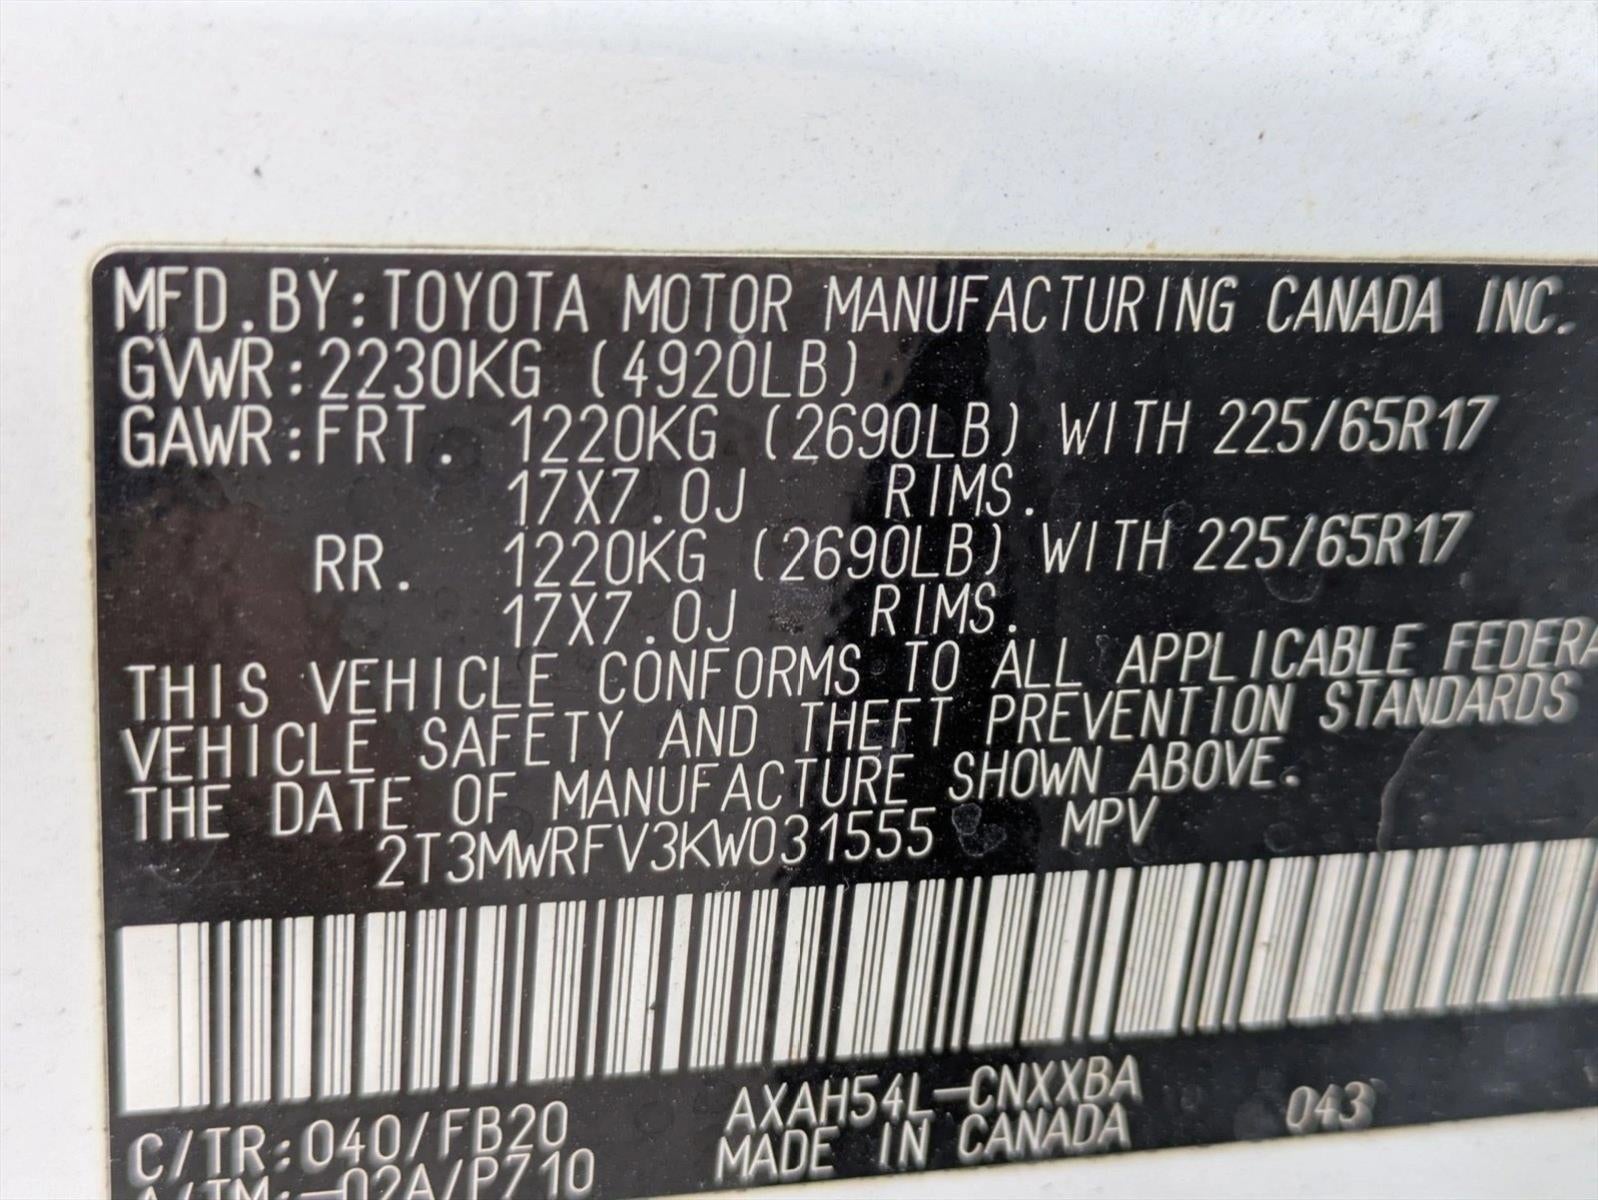 MFD.BY:TOYOTA MOTOR MANUFACTURING CANADA INC.
GVWR:2230KG (4920LB)
GAWR:FRT. 1220KG (2690LB) WITH 225/65R17
17X7.0J RIMS.
RR. 1220KG (2690LB) WITH 225/65R17
17X7.0J RIMS.
THIS VEHICLE CONFORMS TO ALL APPLICABLE FEDERA
VEHICLE SAFETY AND THEFT PREVENTION STANDARDS
THE DATE OF MANUFACTURE SHOWN ABOVE.
2T3MWRFV3KW031555 MPV
AXAH54L-CNXXBA 043
C/TR:040/FB20 MADE IN CANADA
A/TM:-02A/P710